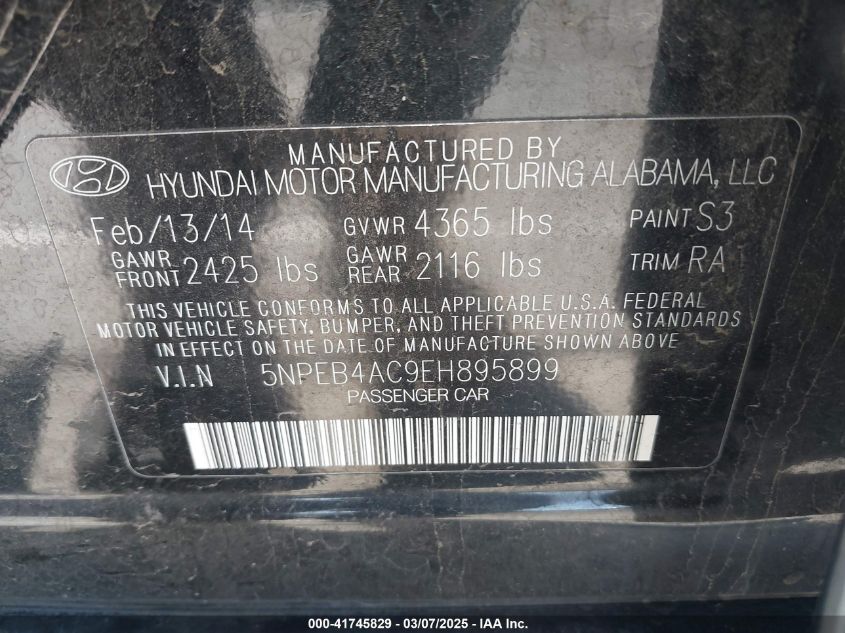 MANUFACTURED BY
HYUNDAI MOTOR MANUFACTURING ALABAMA, LLC
Feb/13/14 GVWR 4365 lbs PAINT S3
GAWR FRONT 2425 lbs GAWR REAR 2116 lbs TRIM RA
THIS VEHICLE CONFORMS TO ALL APPLICABLE U.S.A. FEDERAL
MOTOR VEHICLE SAFETY, BUMPER, AND THEFT PREVENTION STANDARDS
IN EFFECT ON THE DATE OF MANUFACTURE SHOWN ABOVE
V.I.N 5NPEB4AC9EH895899
PASSENGER CAR
000-41745829 - 03/07/2025 - IAA Inc.